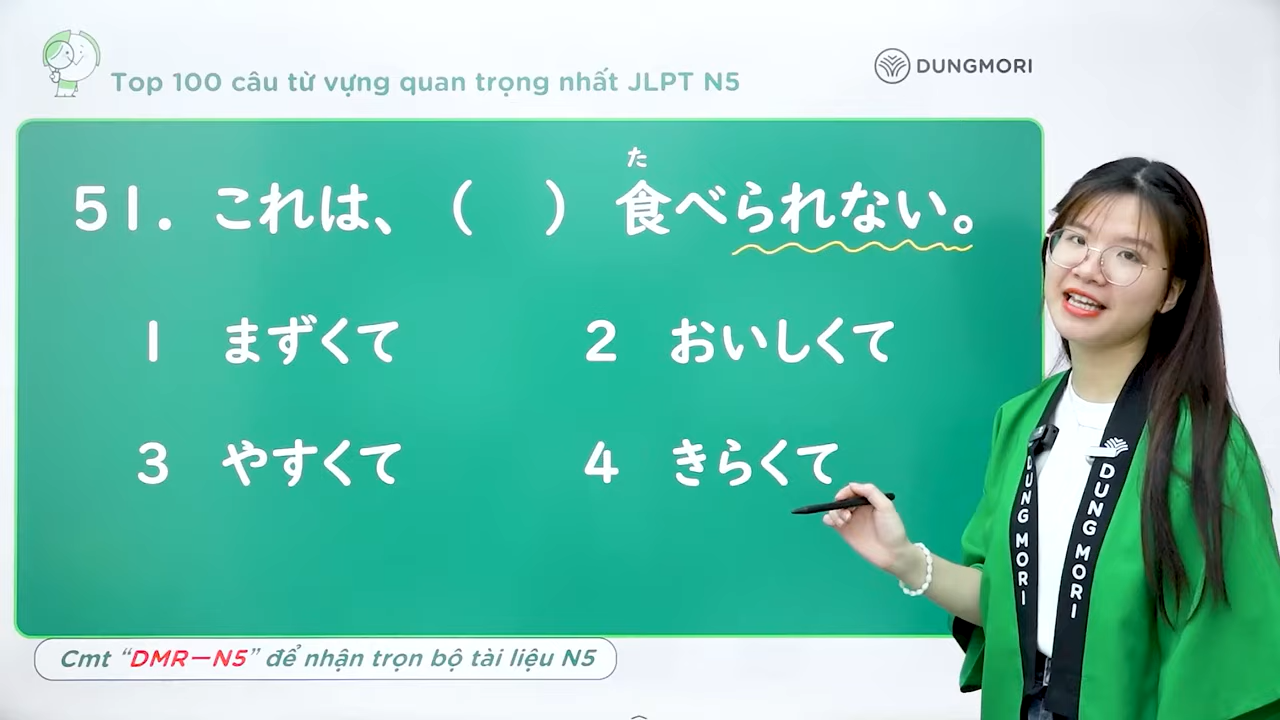 Top 100 câu từ vựng quan trọng nhất JLPT N5
DUNGMORI
た
51. これは、（　）食べられない。
1 まずくて
2 おいしくて
3 やすくて
4 きらくて
DUNG MORI
DUNG MORI
Cmt “DMR–N5” để nhận trọn bộ tài liệu N5